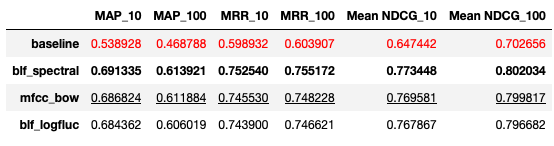 MAP_10 MAP_100 MRR_10 MRR_100 Mean NDCG_10 Mean NDCG_100
baseline 0.538928 0.468788 0.598932 0.603907 0.647442 0.702656
blf_spectral 0.691335 0.613921 0.752540 0.755172 0.773448 0.802034
mfcc_bow 0.686824 0.611884 0.745530 0.748228 0.769581 0.799817
blf_logfluc 0.684362 0.606019 0.743900 0.746621 0.767867 0.796682